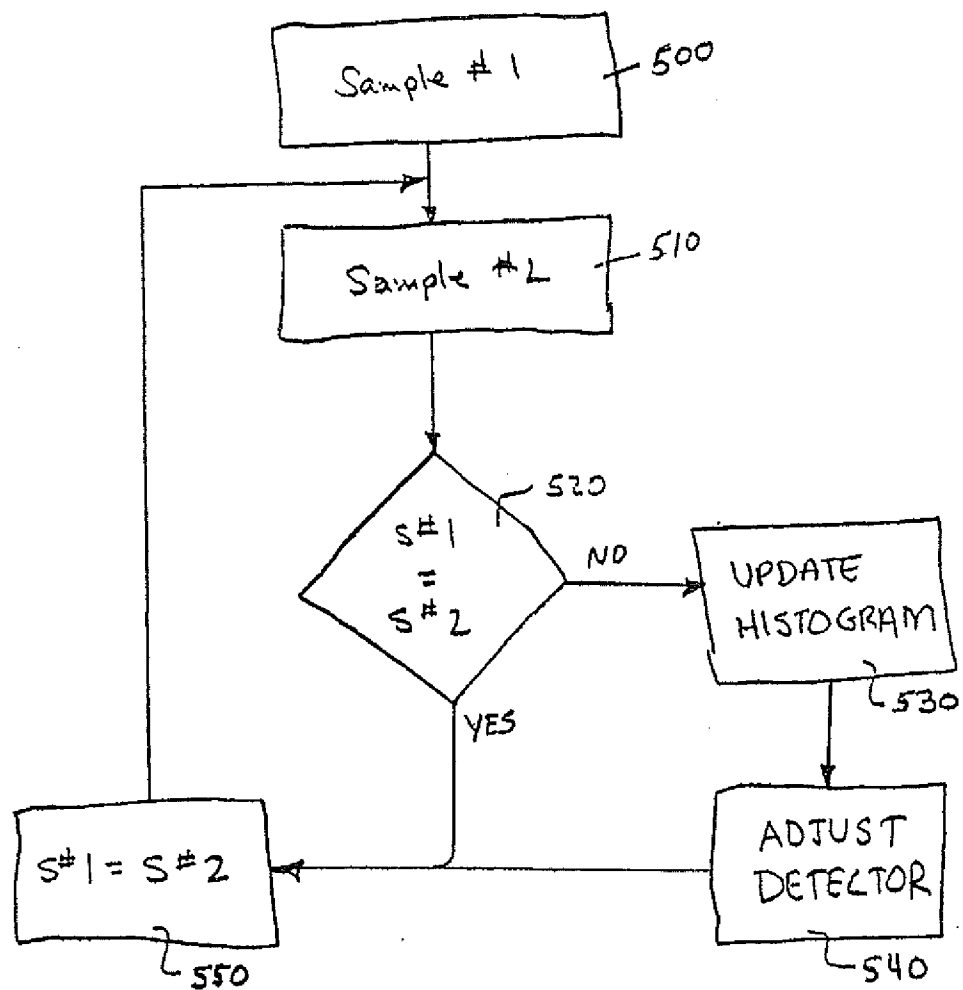 Sample #1
500
Sample #2
510
520
S#1
=
S#2
NO
UPDATE
HISTOGRAM
530
YES
ADJUST
DETECTOR
540
S#1 = S#2
550